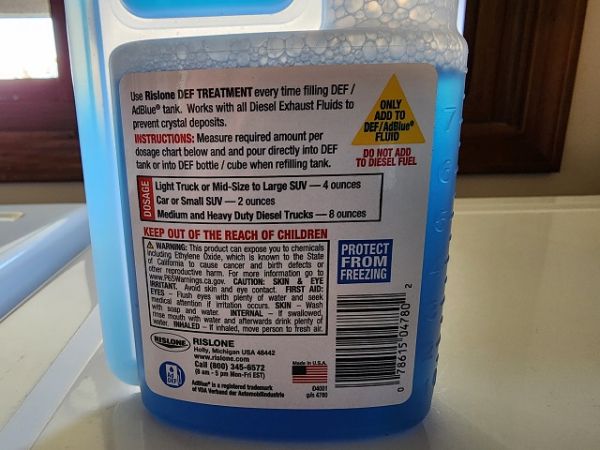 Use Rislone DEF TREATMENT every time filling DEF /
AdBlue® tank. Works with all Diesel Exhaust Fluids to
prevent crystal deposits.
INSTRUCTIONS: Measure required amount per
dosage chart below and and pour directly into DEF
tank or into DEF bottle / cube when refilling tank.
ONLY
ADD TO
DEF/AdBlue®
FLUID
DO NOT ADD
TO DIESEL FUEL
DOSAGE
Light Truck or Mid-Size to Large SUV — 4 ounces
Car or Small SUV — 2 ounces
Medium and Heavy Duty Diesel Trucks — 8 ounces
KEEP OUT OF THE REACH OF CHILDREN
WARNING: This product can expose you to chemicals
including Ethylene Oxide, which is known to the State
of California to cause cancer and birth defects or
other reproductive harm. For more information go to
www.P65Warnings.ca.gov. CAUTION: SKIN & EYE
IRRITANT. Avoid skin and eye contact. FIRST AID:
EYES – Flush eyes with plenty of water and seek
medical attention if irritation occurs. SKIN – Wash
with soap and water. INTERNAL – If swallowed,
rinse mouth with water and afterwards drink plenty of
water. INHALED – If inhaled, move person to fresh air.
PROTECT
FROM
FREEZING
RISLONE
RISLONE
Holly, Michigan USA 48442
www.rislone.com
Call (800) 345-6572
(8 am - 5 pm Mon-Fri EST)
Ad
DEF
AdBlue® is a registered trademark
of VDA Verband der Automobilindustrie
Made in U.S.A.
D4081
p/n 4780
0 78615 04780 2
7
6